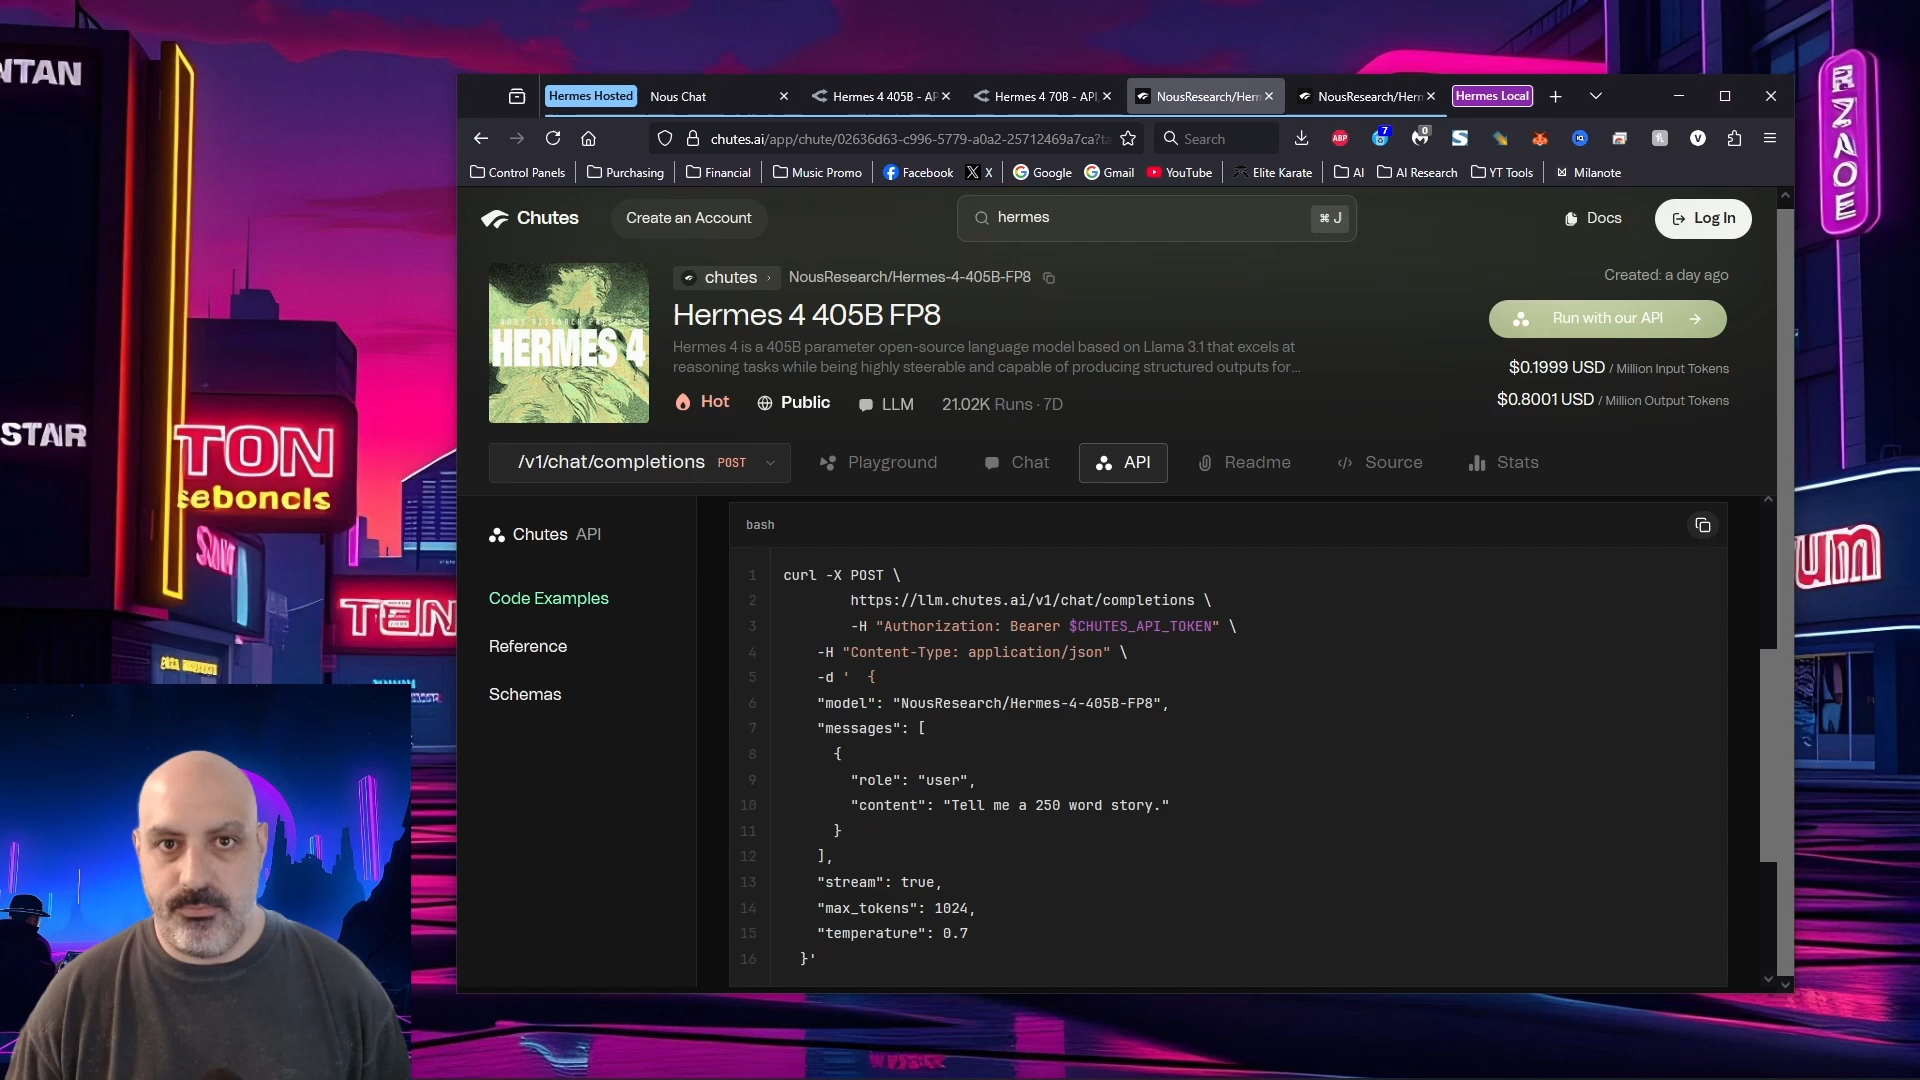 NTAN
STAR
TON
seboncls
Hermes Hosted
Nous Chat
Hermes 4 405B - AP
Hermes 4 70B - API,
NousResearch/Herm
NousResearch/Herm
Hermes Local
chutes.ai/app/chute/02636d63-c996-5779-a0a2-25712469a7ca?ta
Search
ABP
7
0
Control Panels
Purchasing
Financial
Music Promo
Facebook
X
Google
Gmail
YouTube
Elite Karate
AI
AI Research
YT Tools
Milanote
Chutes
Create an Account
hermes
⌘ J
Docs
Log In
chutes › NousResearch/Hermes-4-405B-FP8
Created: a day ago
NOUS RESEARCH PRESENTS
HERMES 4
Hermes 4 405B FP8
Run with our API
Hermes 4 is a 405B parameter open-source language model based on Llama 3.1 that excels at
reasoning tasks while being highly steerable and capable of producing structured outputs for...
$0.1999 USD / Million Input Tokens
$0.8001 USD / Million Output Tokens
Hot
Public
LLM
21.02K Runs · 7D
/v1/chat/completions POST
Playground
Chat
API
Readme
Source
Stats
Chutes API
Code Examples
Reference
Schemas
bash
1 curl -X POST \
2 https://llm.chutes.ai/v1/chat/completions \
3 -H "Authorization: Bearer $CHUTES_API_TOKEN" \
4 -H "Content-Type: application/json" \
5 -d ' {
6 "model": "NousResearch/Hermes-4-405B-FP8",
7 "messages": [
8 {
9 "role": "user",
10 "content": "Tell me a 250 word story."
11 }
12 ],
13 "stream": true,
14 "max_tokens": 1024,
15 "temperature": 0.7
16 }'
um